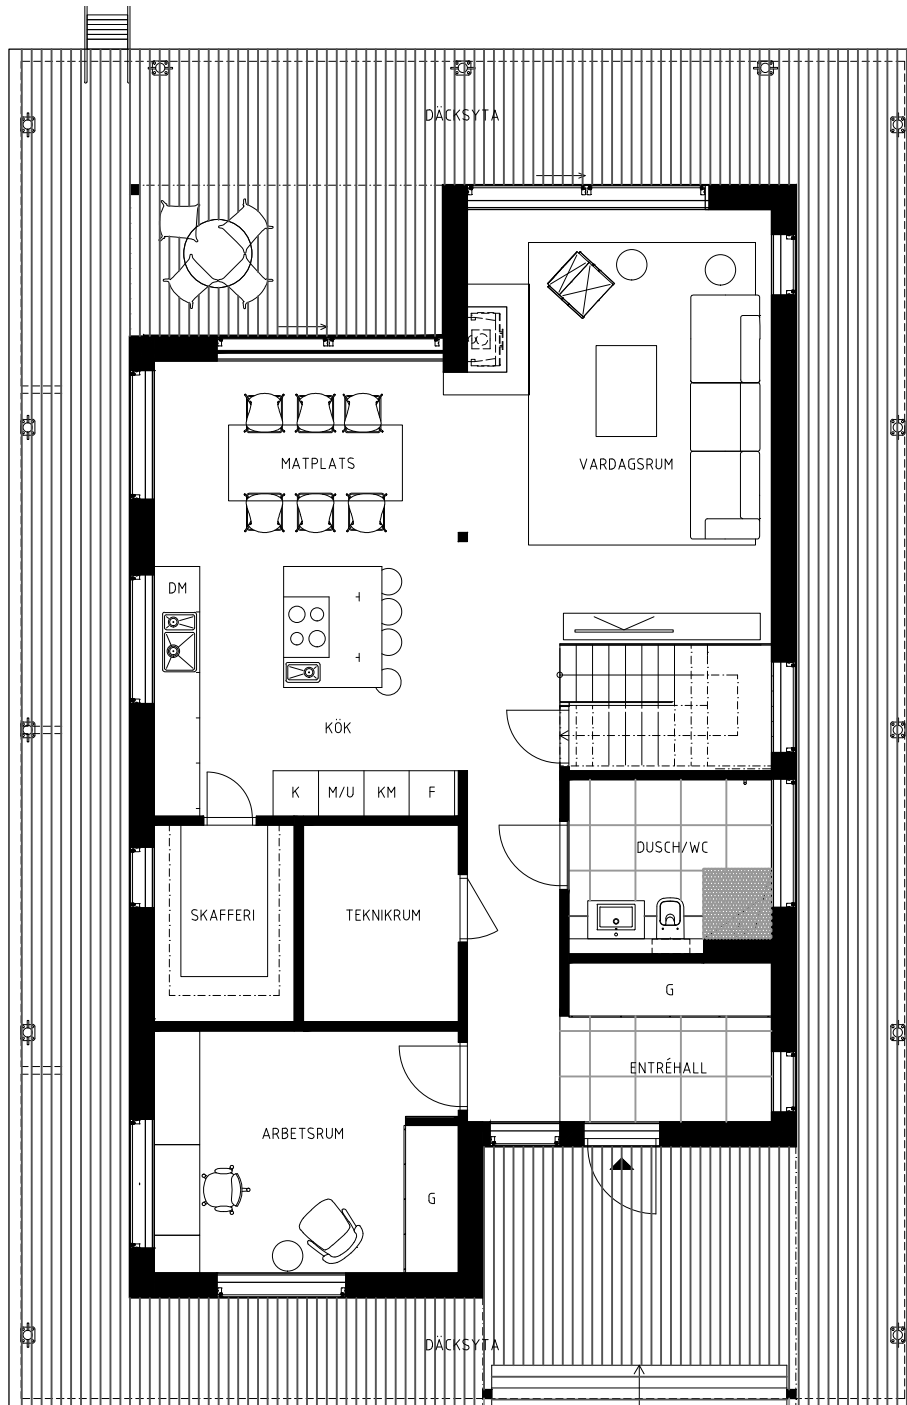 DÄCKSYTA
MATPLATS
VARDAGSRUM
DM
KÖK
K
M/U
KM
F
DUSCH/WC
SKAFFERI
TEKNIKRUM
G
ENTRÉHALL
ARBETSRUM
G
DÄCKSYTA